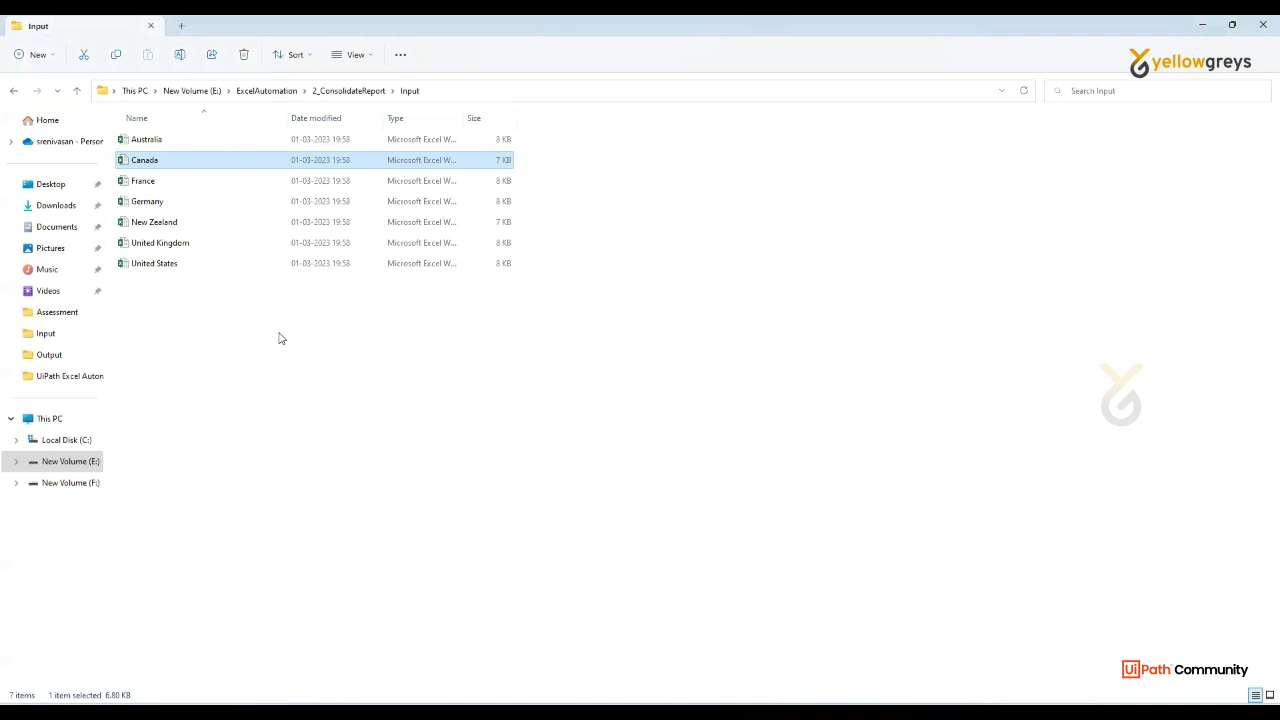 Input
New
Sort
View
yellowgreys
This PC > New Volume (E:) > ExcelAutomation > 2_ConsolidateReport > Input
Search Input
Name Date modified Type Size
Home
srenivasan - Person
Desktop
Downloads
Documents
Pictures
Music
Videos
Assessment
Input
Output
UiPath Excel Autom
This PC
Local Disk (C:)
New Volume (E:)
New Volume (F:)
Australia 01-03-2023 19:58 Microsoft Excel W... 8 KB
Canada 01-03-2023 19:58 Microsoft Excel W... 7 KB
France 01-03-2023 19:58 Microsoft Excel W... 8 KB
Germany 01-03-2023 19:58 Microsoft Excel W... 8 KB
New Zealand 01-03-2023 19:58 Microsoft Excel W... 7 KB
United Kingdom 01-03-2023 19:58 Microsoft Excel W... 8 KB
United States 01-03-2023 19:58 Microsoft Excel W... 8 KB
UiPath Community
7 items 1 item selected 6.80 KB